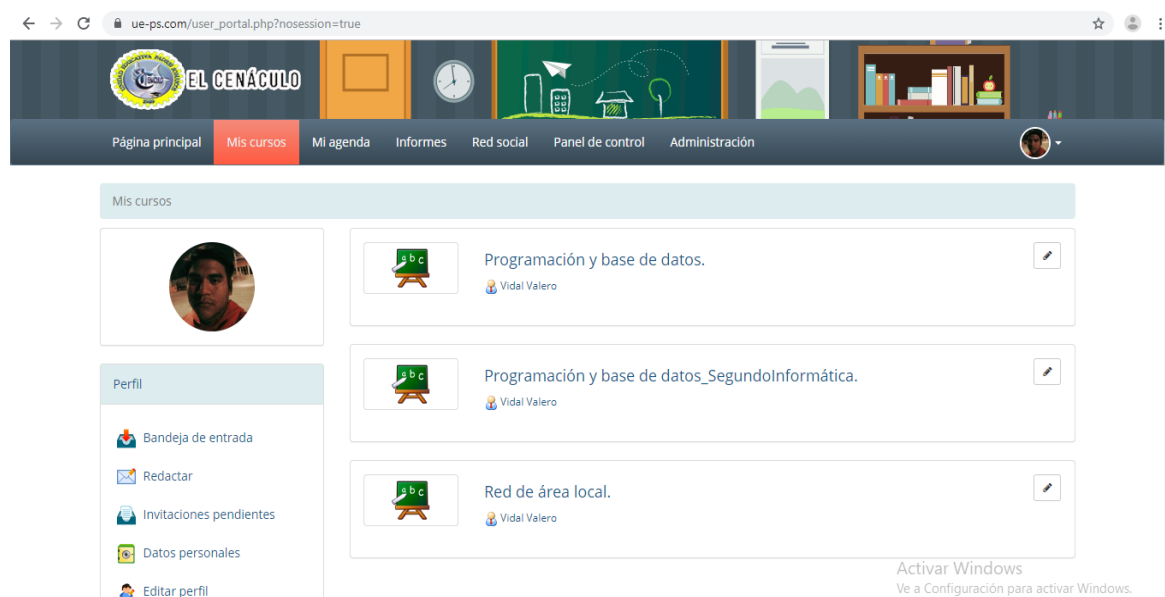 ue-ps.com/user_portal.php?nosession=true
EL CENÁCULO
Página principal Mis cursos Mi agenda Informes Red social Panel de control Administración
Mis cursos
Programación y base de datos.
Vidal Valero
Perfil
Programación y base de datos_SegundoInformática.
Vidal Valero
Bandeja de entrada
Redactar
Red de área local.
Invitaciones pendientes
Vidal Valero
Datos personales
Editar perfil
Activar Windows
Ve a Configuración para activar Windows.